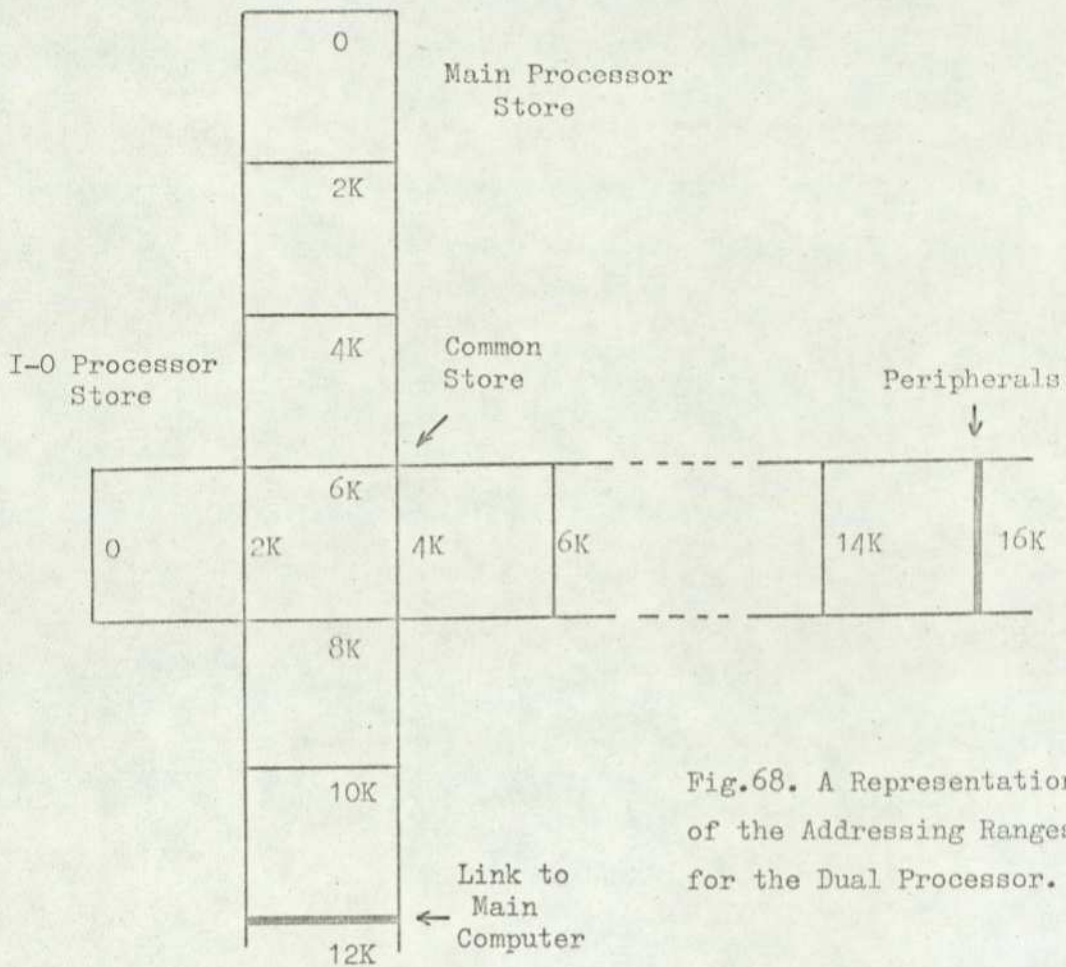 0
Main Processor
Store
2K
I-O Processor
Store
4K
Common
Store
Peripherals
6K
0
2K
4K
6K
14K
16K
8K
10K
Fig.68. A Representation
of the Addressing Ranges
for the Dual Processor.
Link to
Main
Computer
12K